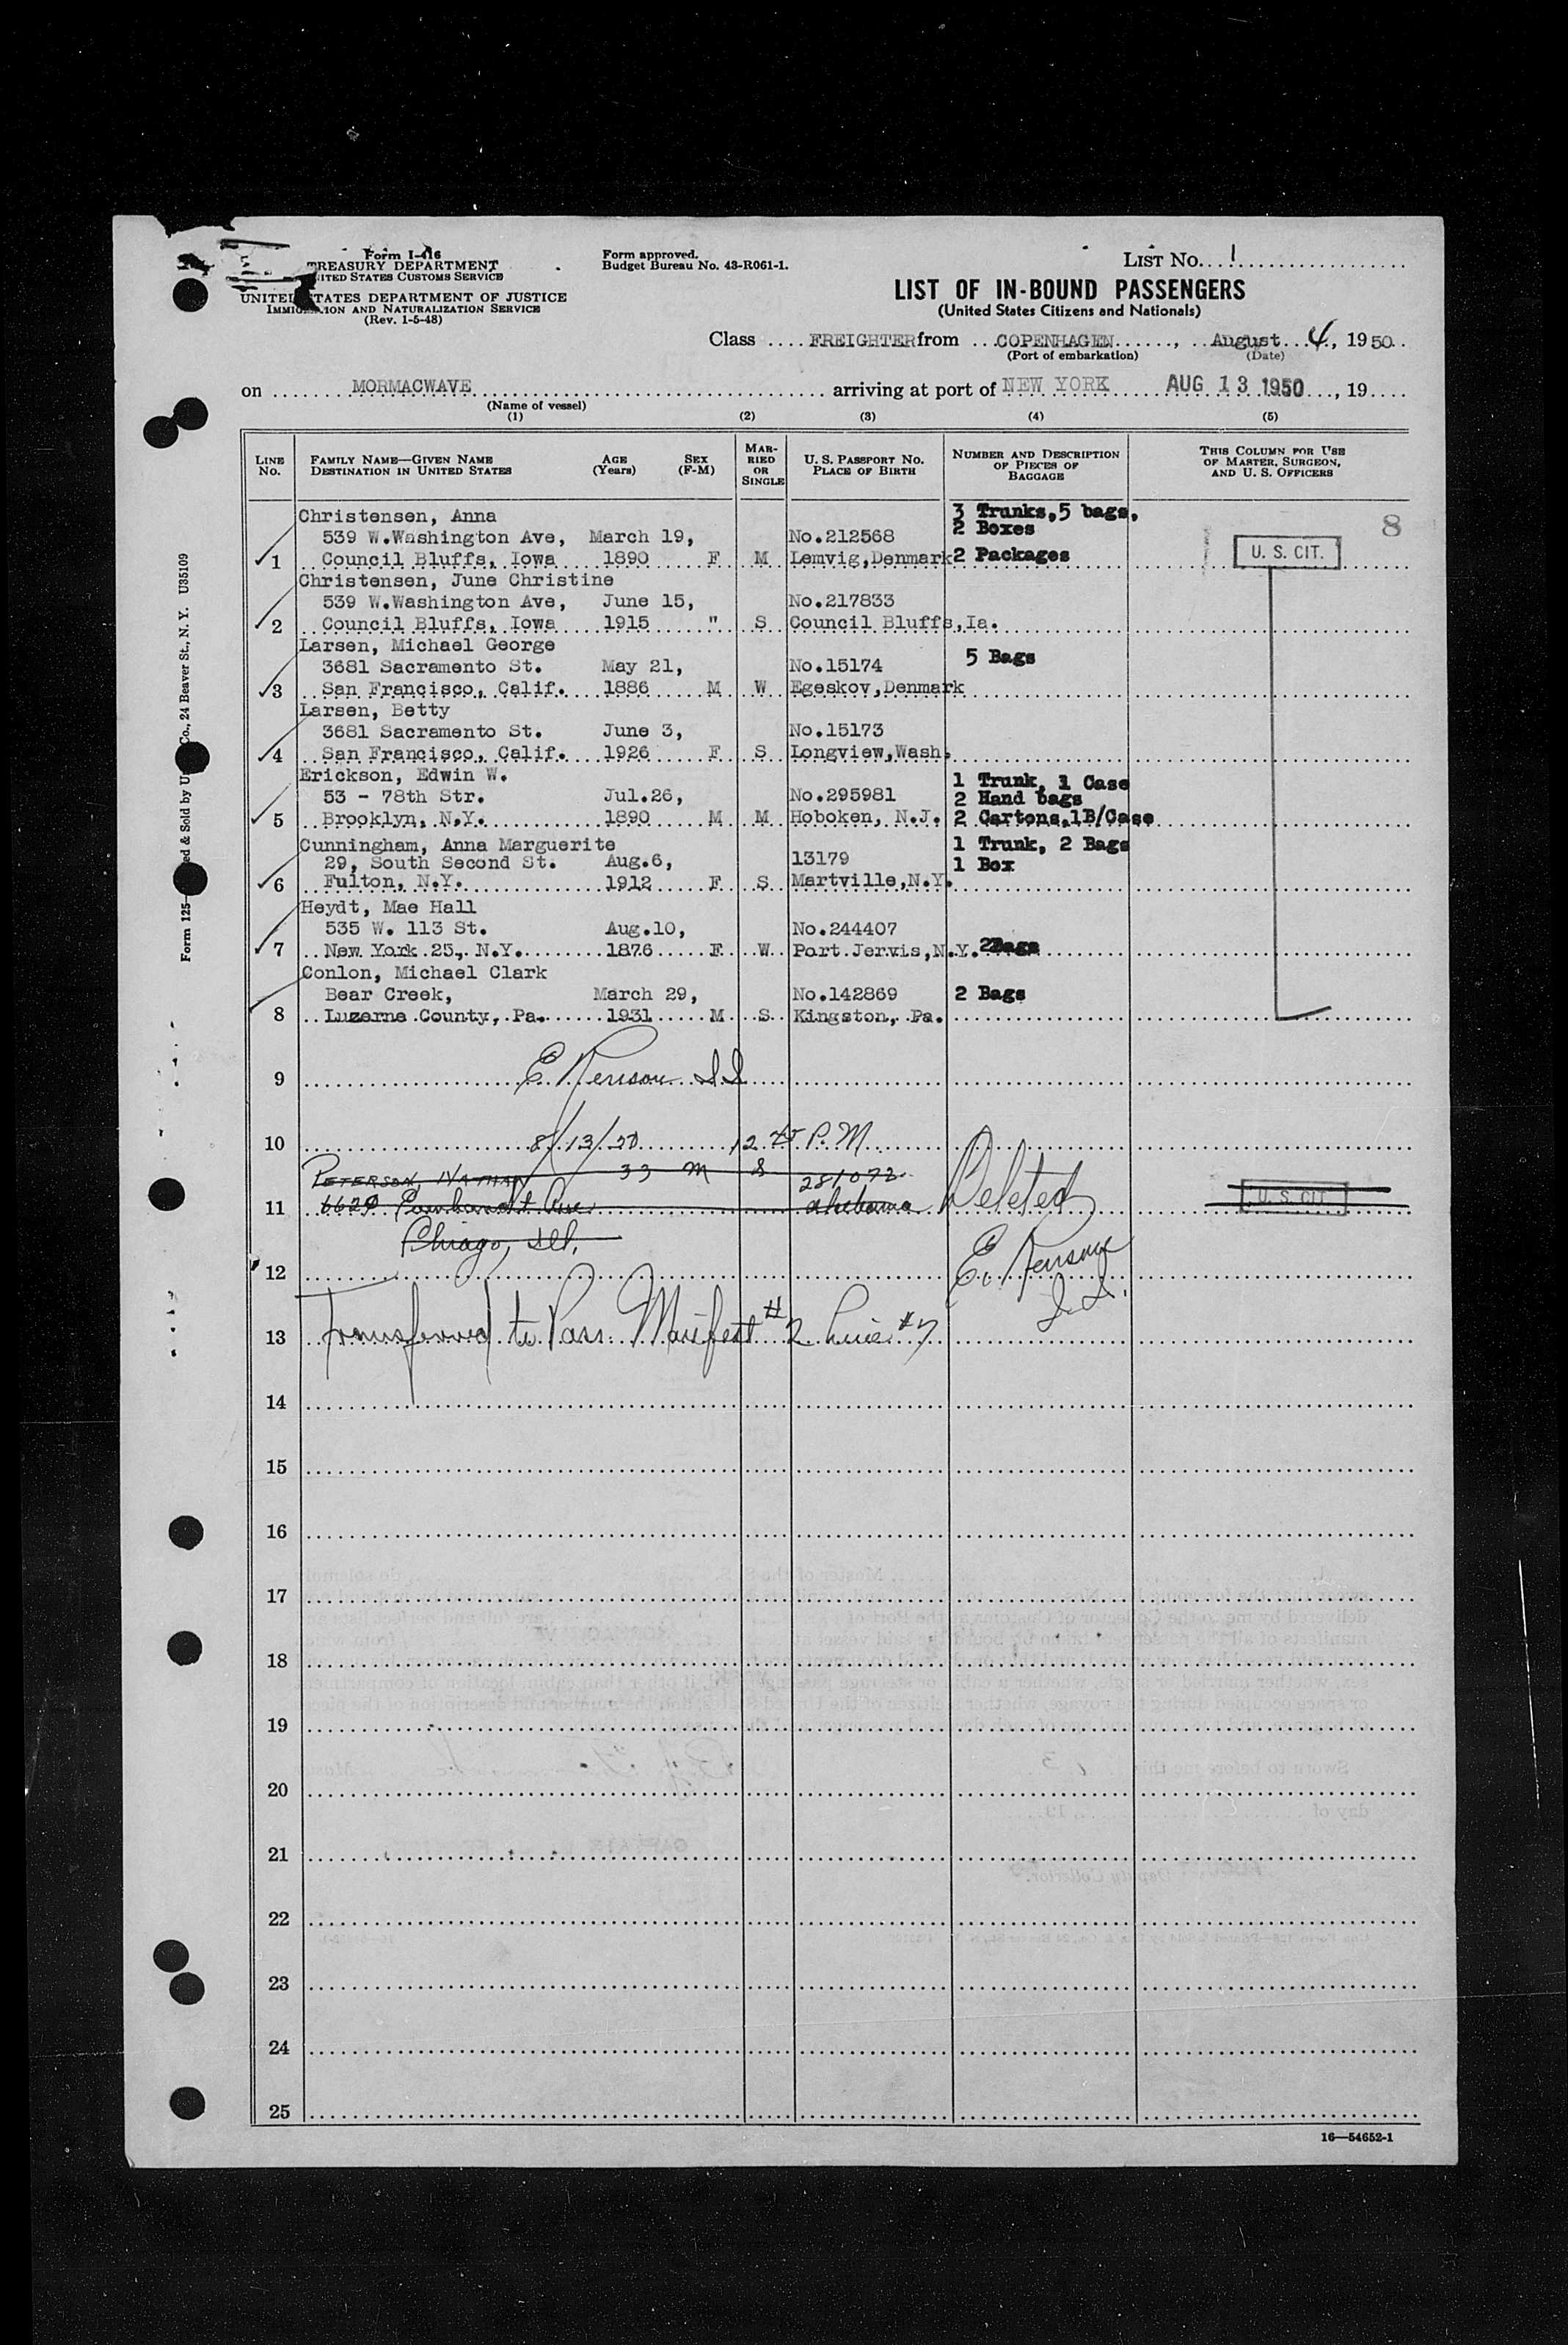 Form I-416
TREASURY DEPARTMENT
UNITED STATES CUSTOMS SERVICE
UNITED STATES DEPARTMENT OF JUSTICE
IMMIGRATION AND NATURALIZATION SERVICE
(Rev. 1-5-48)
Form approved.
Budget Bureau No. 43-R061-1.
LIST No. 1
LIST OF IN-BOUND PASSENGERS
(United States Citizens and Nationals)
Class FREIGHTER from COPENHAGEN, August 4, 1950
(Port of embarkation) (Date)
on MORMACWAVE arriving at port of NEW YORK AUG 13 1950, 19
(Name of vessel)
(1) (2) (3) (4) (5)
LINE No. FAMILY NAME—GIVEN NAME DESTINATION IN UNITED STATES AGE (Years) SEX (F-M) MARRIED OR SINGLE U. S. PASSPORT NO. PLACE OF BIRTH NUMBER AND DESCRIPTION OF PIECES OF BAGGAGE THIS COLUMN FOR USE OF MASTER, SURGEON, AND U. S. OFFICERS
Christensen, Anna 3 Trunks,5 bags, 8
539 W.Washington Ave, March 19, No.212568 2 Boxes
1 Council Bluffs, Iowa 1890 F M Lemvig,Denmark 2 Packages U. S. CIT.
Christensen, June Christine
539 W.Washington Ave, June 15, No.217833
2 Council Bluffs, Iowa 1915 " S Council Bluffs,Ia.
Larsen, Michael George
3681 Sacramento St. May 21, No.15174 5 Bags
3 San Francisco, Calif. 1886 M W Egeskov,Denmark
Larsen, Betty
3681 Sacramento St. June 3, No.15173
4 San Francisco, Calif. 1926 F S Longview,Wash.
Erickson, Edwin W. 1 Trunk, 1 Case
53 - 78th Str. Jul.26, No.295981 2 Hand bags
5 Brooklyn, N.Y. 1890 M M Hoboken, N.J. 2 Cartons,1B/Case
Cunningham, Anna Marguerite 1 Trunk, 2 Bags
29, South Second St. Aug.6, 13179 1 Box
6 Fulton, N.Y. 1912 F S Martville,N.Y.
Heydt, Mae Hall
535 W. 113 St. Aug.10, No.244407
7 New York 25, N.Y. 1876 F W Port Jervis,N.Y. 2Bags
Conlon, Michael Clark
Bear Creek, March 29, No.142869 2 Bags
8 Luzerne County, Pa. 1931 M S Kingston, Pa.
9 E.
10 8/13/50 12 P.M
PETERSON, NATHAN 33 M S 281072
11 Ave Alabama Deleted U. S. CIT.
Chicago, Ill.
12 E.
13 Transferred to Pass. Manifest #2 Line #7
14
15
16
17
18
19
20
21
22
23
24
25
16—54652-1
24 Beaver St., N. Y. U35109
Form 125